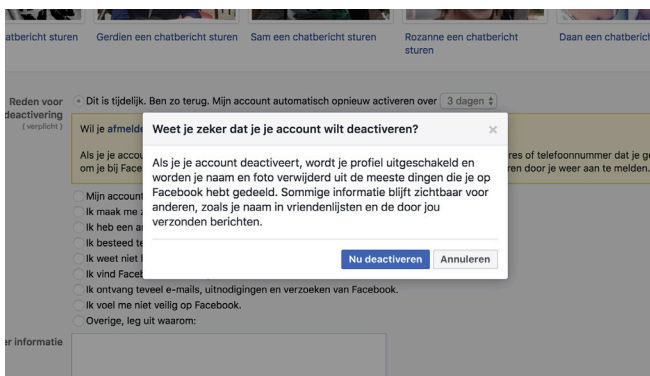 atbericht sturen
Gerdien een chatbericht sturen
Sam een chatbericht sturen
Rozanne een chatbericht
sturen
Daan een chatberich
Reden voor
deactivering
( verplicht )
Dit is tijdelijk. Ben zo terug. Mijn account automatisch opnieuw activeren over 3 dagen
Wil je afmelde
Als je je accou
res of telefoonnummer dat je g
om je bij Face
ren door je weer aan te melden.
Weet je zeker dat je je account wilt deactiveren?
Als je je account deactiveert, wordt je profiel uitgeschakeld en
worden je naam en foto verwijderd uit de meeste dingen die je op
Facebook hebt gedeeld. Sommige informatie blijft zichtbaar voor
anderen, zoals je naam in vriendenlijsten en de door jou
verzonden berichten.
Nu deactiveren
Annuleren
Mijn account
Ik maak me z
Ik heb een a
Ik besteed te
Ik weet niet
Ik vind Faceb
Ik ontvang teveel e-mails, uitnodigingen en verzoeken van Facebook.
Ik voel me niet veilig op Facebook.
Overige, leg uit waarom:
er informatie